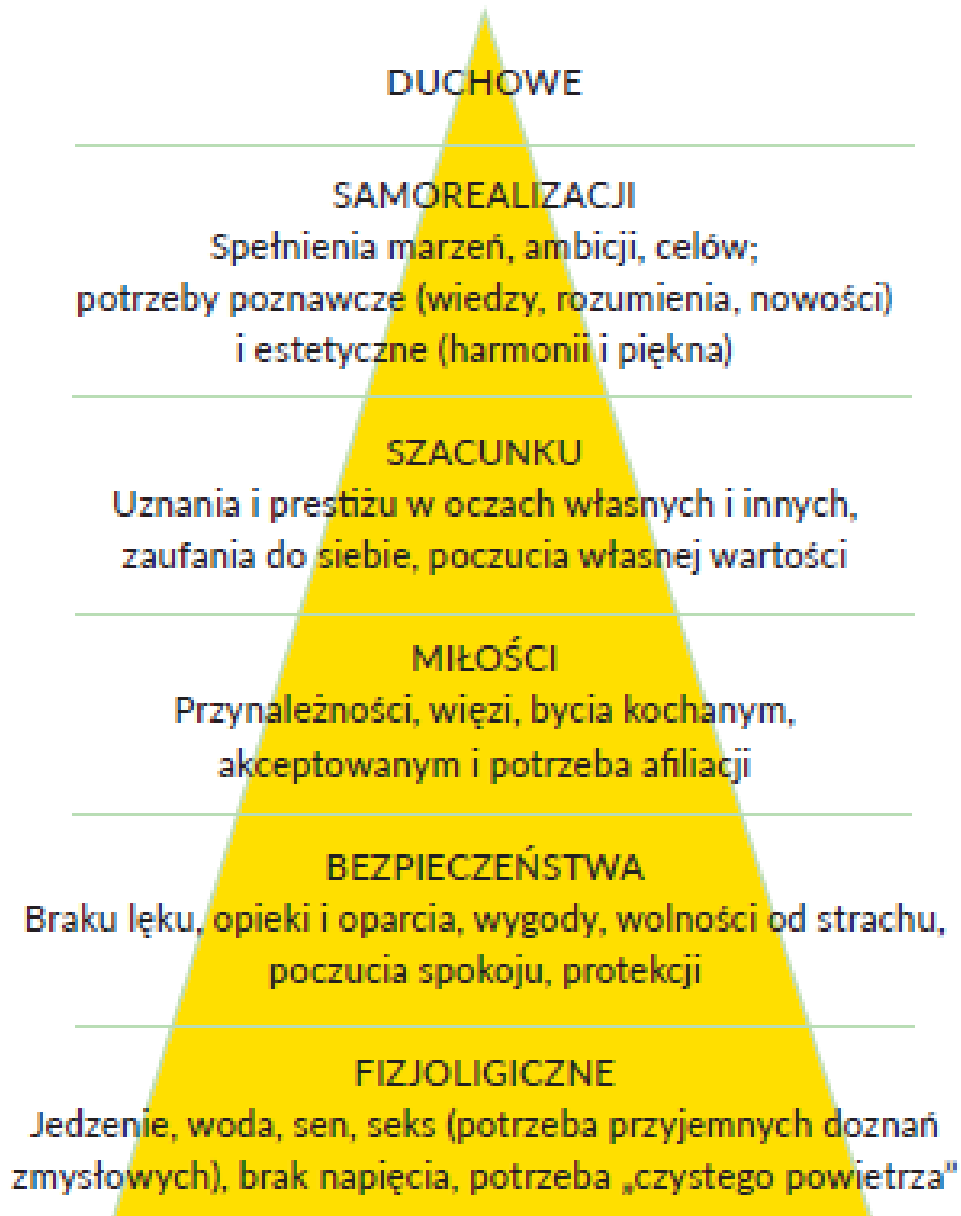 DUCHOWE
SAMOREALIZACJI
Spełnienia marzeń, ambicji, celów;
potrzeby poznawcze (wiedzy, rozumienia, nowości)
i estetyczne (harmonii i piękna)
SZACUNKU
Uznania i prestiżu w oczach własnych i innych,
zaufania do siebie, poczucia własnej wartości
MIŁOŚCI
Przynależności, więzi, bycia kochanym,
akceptowanym i potrzeba afiliacji
BEZPIECZEŃSTWA
Braku lęku, opieki i oparcia, wygody, wolności od strachu,
poczucia spokoju, protekcji
FIZJOLIGICZNE
Jedzenie, woda, sen, seks (potrzeba przyjemnych doznań
zmysłowych), brak napięcia, potrzeba „czystego powietrza"